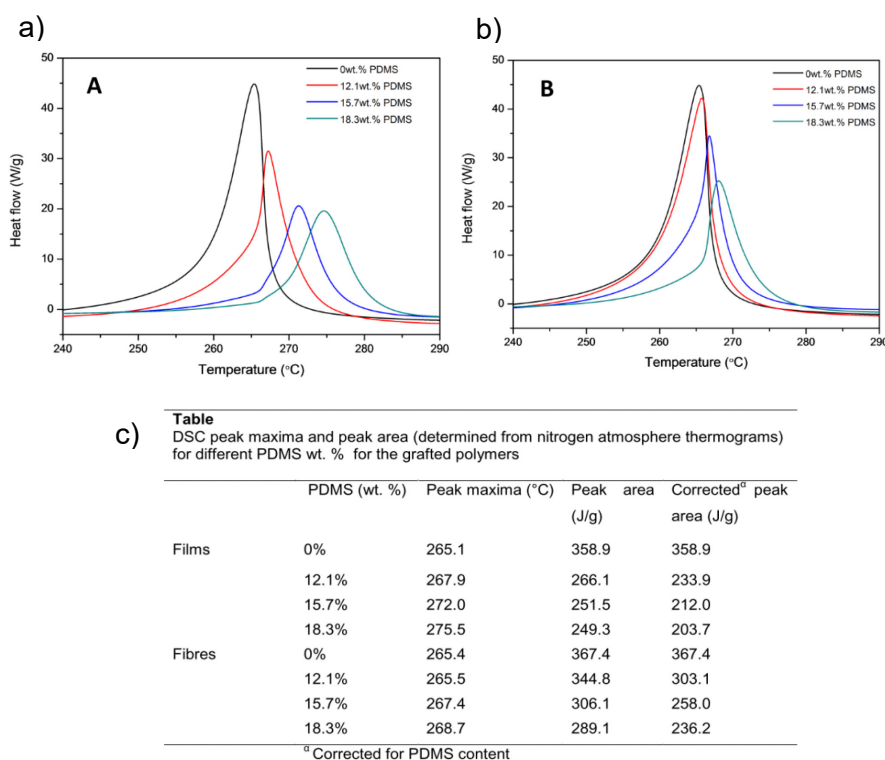 a)
A
0wt.% PDMS
12.1wt.% PDMS
15.7wt.% PDMS
18.3wt.% PDMS
Heat flow (W/g)
50
40
30
20
10
0
240 250 260 270 280 290
Temperature (°C)
b)
B
0wt.% PDMS
12.1wt.% PDMS
15.7wt.% PDMS
18.3wt.% PDMS
Heat flow (W/g)
50
40
30
20
10
0
240 250 260 270 280 290
Temperature (°C)
c)
Table
DSC peak maxima and peak area (determined from nitrogen atmosphere thermograms)
for different PDMS wt. % for the grafted polymers
PDMS (wt. %) Peak maxima (°C) Peak area (J/g) Correctedᵅ peak area (J/g)
Films 0% 265.1 358.9 358.9
12.1% 267.9 266.1 233.9
15.7% 272.0 251.5 212.0
18.3% 275.5 249.3 203.7
Fibres 0% 265.4 367.4 367.4
12.1% 265.5 344.8 303.1
15.7% 267.4 306.1 258.0
18.3% 268.7 289.1 236.2
ᵅ Corrected for PDMS content